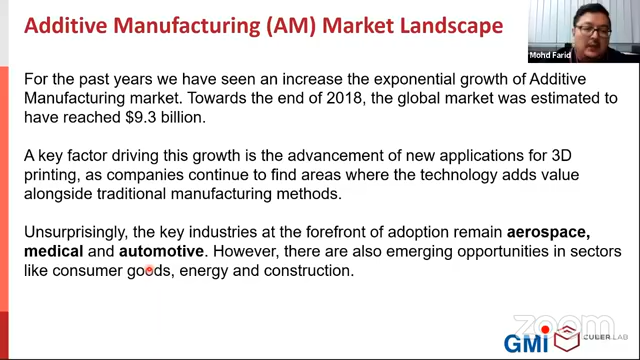 Additive Manufacturing (AM) Market Landscape
Mohd Farid
For the past years we have seen an increase the exponential growth of Additive
Manufacturing market. Towards the end of 2018, the global market was estimated to
have reached $9.3 billion.
A key factor driving this growth is the advancement of new applications for 3D
printing, as companies continue to find areas where the technology adds value
alongside traditional manufacturing methods.
Unsurprisingly, the key industries at the forefront of adoption remain aerospace,
medical and automotive. However, there are also emerging opportunities in sectors
like consumer goods, energy and construction.
zoom
GMi
CULER.LAB